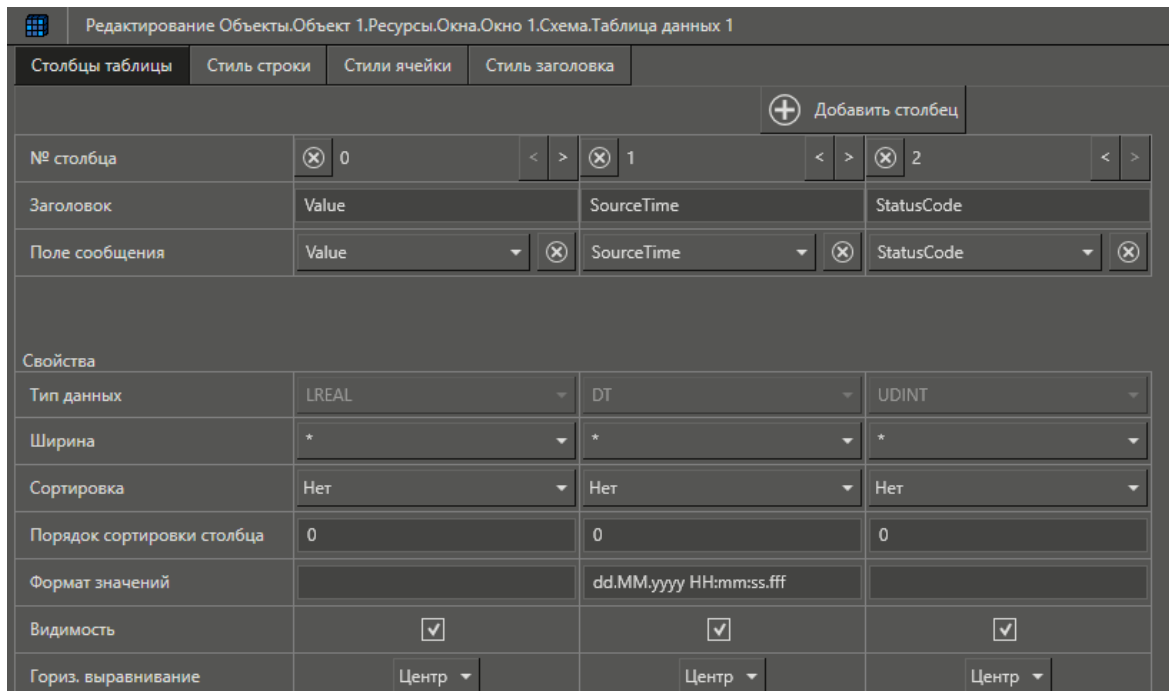 Редактирование Объекты.Объект 1.Ресурсы.Окна.Окно 1.Схема.Таблица данных 1
Столбцы таблицы Стиль строки Стили ячейки Стиль заголовка
Добавить столбец
№ столбца 0 < > 1 < > 2 < >
Заголовок Value SourceTime StatusCode
Поле сообщения Value SourceTime StatusCode
Свойства
Тип данных LREAL DT UDINT
Ширина * * *
Сортировка Нет Нет Нет
Порядок сортировки столбца 0 0 0
Формат значений dd.MM.yyyy HH:mm:ss.fff
Видимость
Гориз. выравнивание Центр Центр Центр